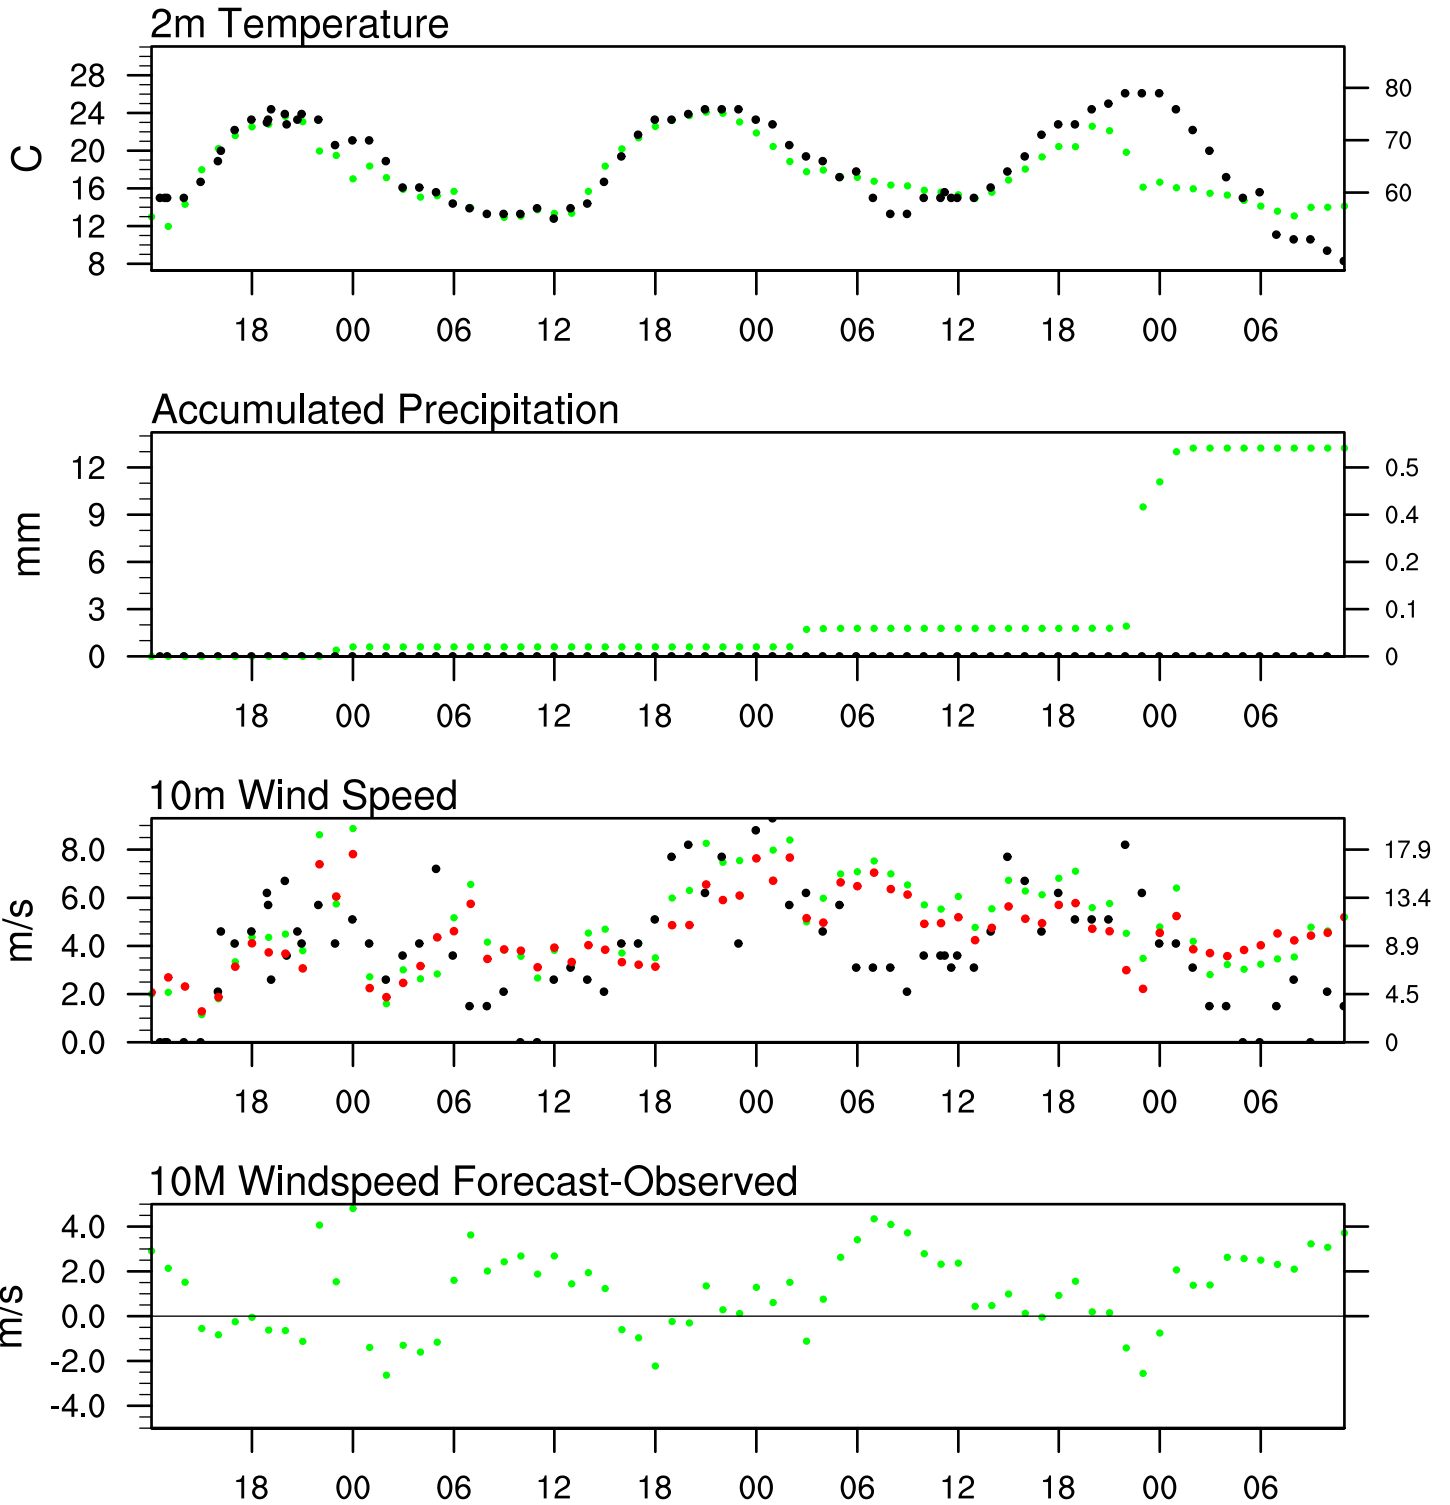 2m Temperature
28
24
20
16
12
8
C
80
70
60
18 00 06 12 18 00 06 12 18 00 06
Accumulated Precipitation
12
9
6
3
0
mm
0.5
0.4
0.2
0.1
0
18 00 06 12 18 00 06 12 18 00 06
10m Wind Speed
8.0
6.0
4.0
2.0
0.0
m/s
17.9
13.4
8.9
4.5
0
18 00 06 12 18 00 06 12 18 00 06
10M Windspeed Forecast-Observed
4.0
2.0
0.0
-2.0
-4.0
m/s
18 00 06 12 18 00 06 12 18 00 06